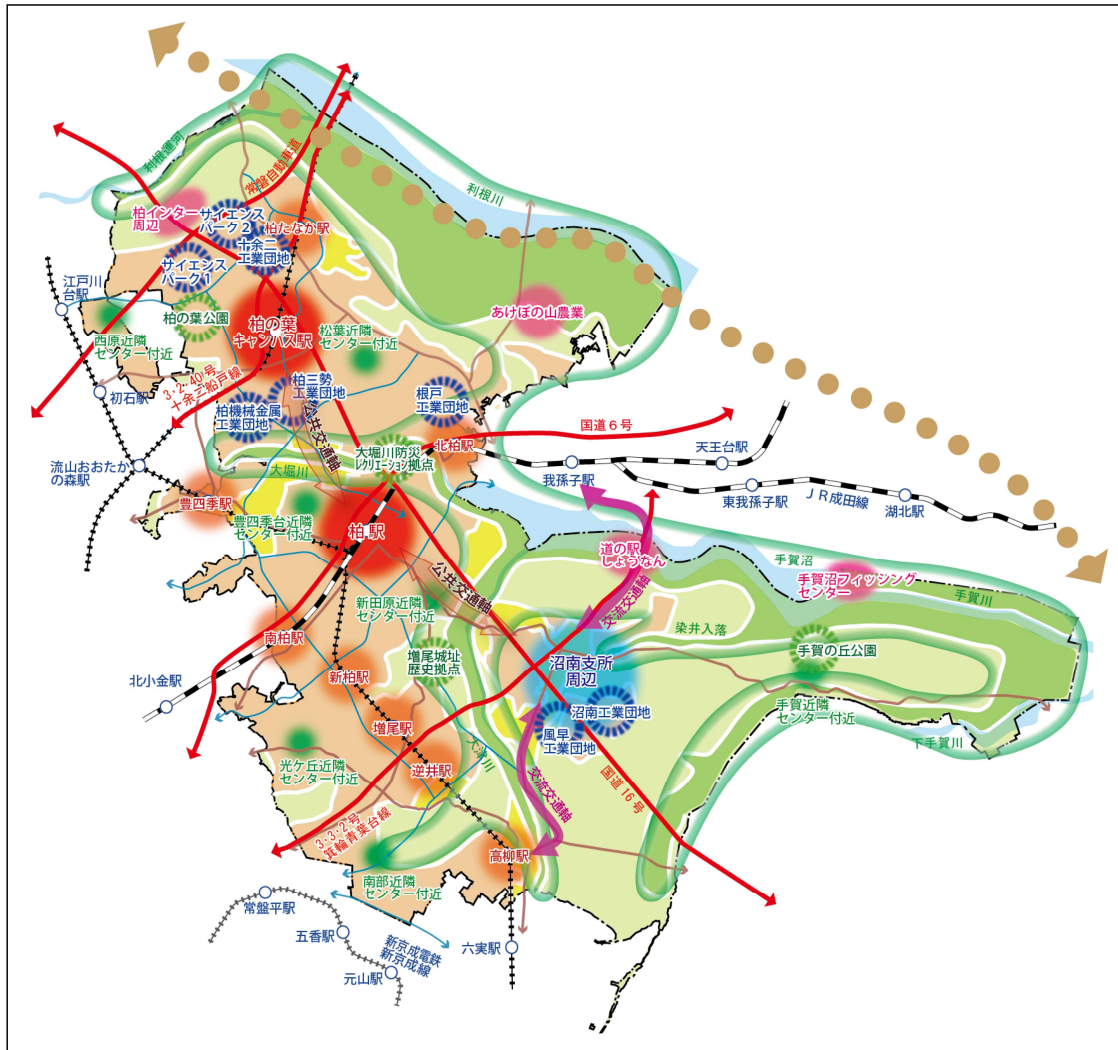 利根運河
常磐自動車道
利根川
柏インター
周辺
サイエンス
パーク2
柏たなか駅
十余二
工業団地
サイエンス
パーク1
江戸川
台駅
柏の葉公園
柏の葉
キャンパス駅
あけぼの山農業
西原近隣
センター付近
松葉近隣
センター付近
3・2・40号
十余二船戸線
初石駅
柏三勢
工業団地
根戸
工業団地
柏機械金属
工業団地
公共交通軸
国道6号
北柏駅
大堀川防災
レクリエーション拠点
天王台駅
流山おおたか
の森駅
大堀川
我孫子駅
東我孫子駅
JR成田線
湖北駅
豊四季駅
豊四季台近隣
センター付近
柏駅
道の駅
しょうなん
手賀沼
手賀沼フィッシング
センター
手賀川
公共交通軸
交流交通軸
新田原近隣
センター付近
染井入落
南柏駅
増尾城址
歴史拠点
手賀の丘公園
新柏駅
沼南支所
周辺
北小金駅
沼南工業団地
手賀近隣
センター付近
増尾駅
風早
工業団地
下手賀川
光ケ丘近隣
センター付近
逆井駅
大津川
交流交通軸
国道16号
3・3・2号
箕輪青葉台線
高柳駅
南部近隣
センター付近
常盤平駅
五香駅
新京成電鉄
新京成線
六実駅
元山駅